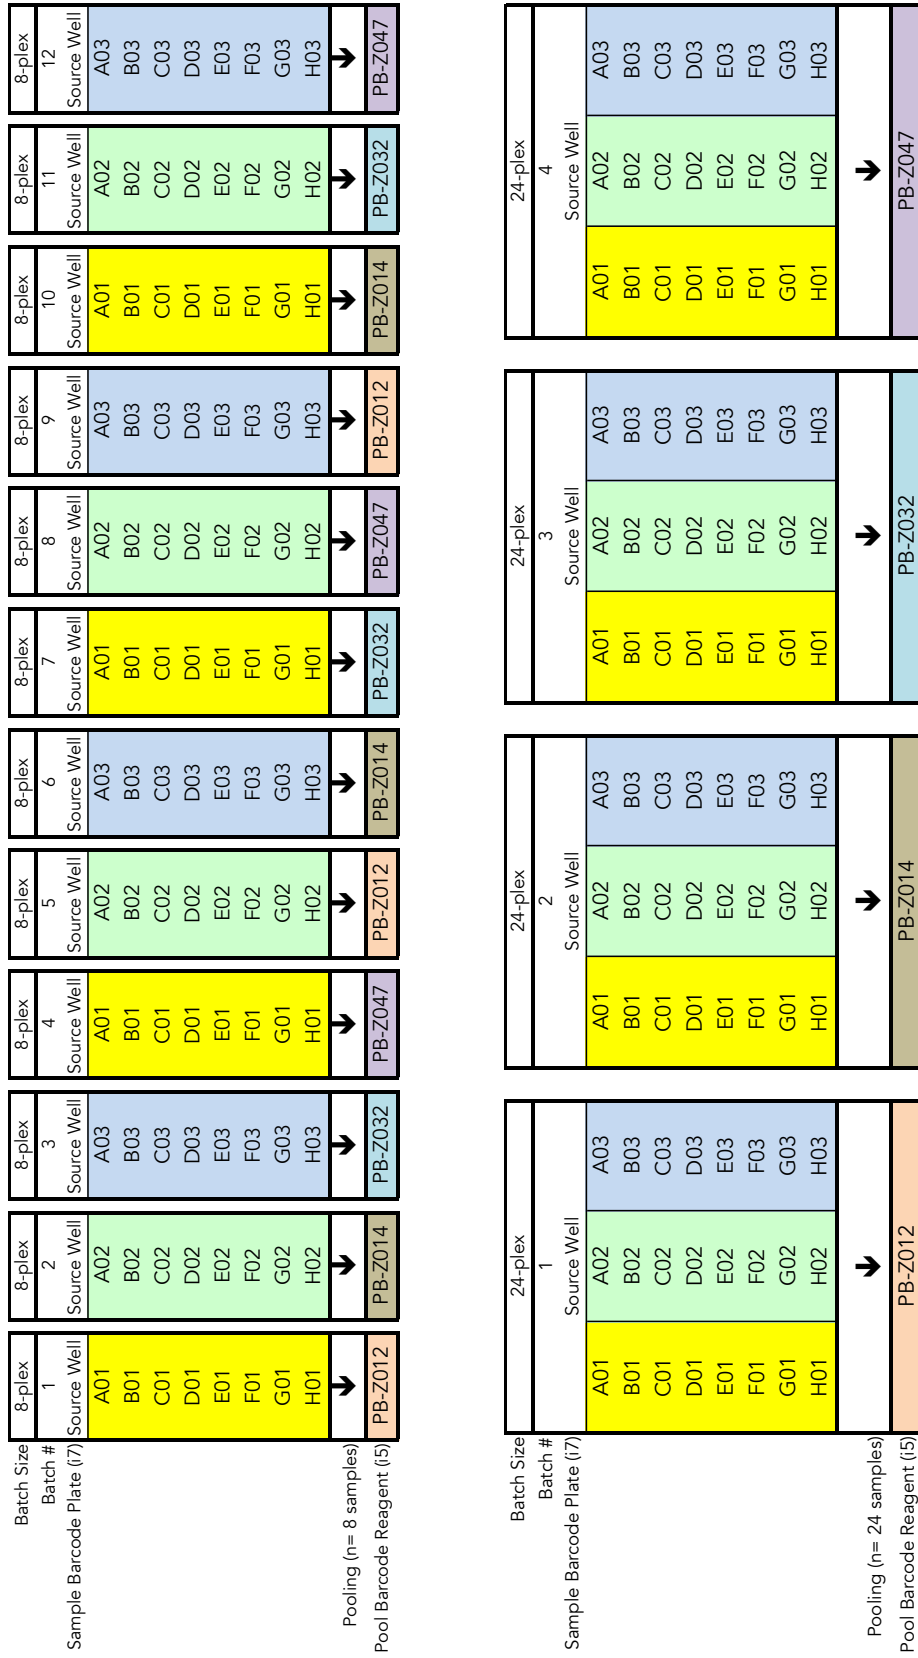 Batch Size 8-plex 8-plex 8-plex 8-plex 8-plex 8-plex 8-plex 8-plex 8-plex 8-plex 8-plex 8-plex
Batch # 1 2 3 4 5 6 7 8 9 10 11 12
Sample Barcode Plate (i7) Source Well Source Well Source Well Source Well Source Well Source Well Source Well Source Well Source Well Source Well Source Well Source Well
A01 A02 A03 A01 A02 A03 A01 A02 A03 A01 A02 A03
B01 B02 B03 B01 B02 B03 B01 B02 B03 B01 B02 B03
C01 C02 C03 C01 C02 C03 C01 C02 C03 C01 C02 C03
D01 D02 D03 D01 D02 D03 D01 D02 D03 D01 D02 D03
E01 E02 E03 E01 E02 E03 E01 E02 E03 E01 E02 E03
F01 F02 F03 F01 F02 F03 F01 F02 F03 F01 F02 F03
G01 G02 G03 G01 G02 G03 G01 G02 G03 G01 G02 G03
H01 H02 H03 H01 H02 H03 H01 H02 H03 H01 H02 H03
Pooling (n= 8 samples) ➔ ➔ ➔ ➔ ➔ ➔ ➔ ➔ ➔ ➔ ➔ ➔
Pool Barcode Reagent (i5) PB-Z012 PB-Z014 PB-Z032 PB-Z047 PB-Z012 PB-Z014 PB-Z032 PB-Z047 PB-Z012 PB-Z014 PB-Z032 PB-Z047
Batch Size 24-plex 24-plex 24-plex 24-plex
Batch # 1 2 3 4
Sample Barcode Plate (i7) Source Well Source Well Source Well Source Well
A01 A02 A03 A01 A02 A03 A01 A02 A03 A01 A02 A03
B01 B02 B03 B01 B02 B03 B01 B02 B03 B01 B02 B03
C01 C02 C03 C01 C02 C03 C01 C02 C03 C01 C02 C03
D01 D02 D03 D01 D02 D03 D01 D02 D03 D01 D02 D03
E01 E02 E03 E01 E02 E03 E01 E02 E03 E01 E02 E03
F01 F02 F03 F01 F02 F03 F01 F02 F03 F01 F02 F03
G01 G02 G03 G01 G02 G03 G01 G02 G03 G01 G02 G03
H01 H02 H03 H01 H02 H03 H01 H02 H03 H01 H02 H03
Pooling (n= 24 samples) ➔ ➔ ➔ ➔
Pool Barcode Reagent (i5) PB-Z012 PB-Z014 PB-Z032 PB-Z047